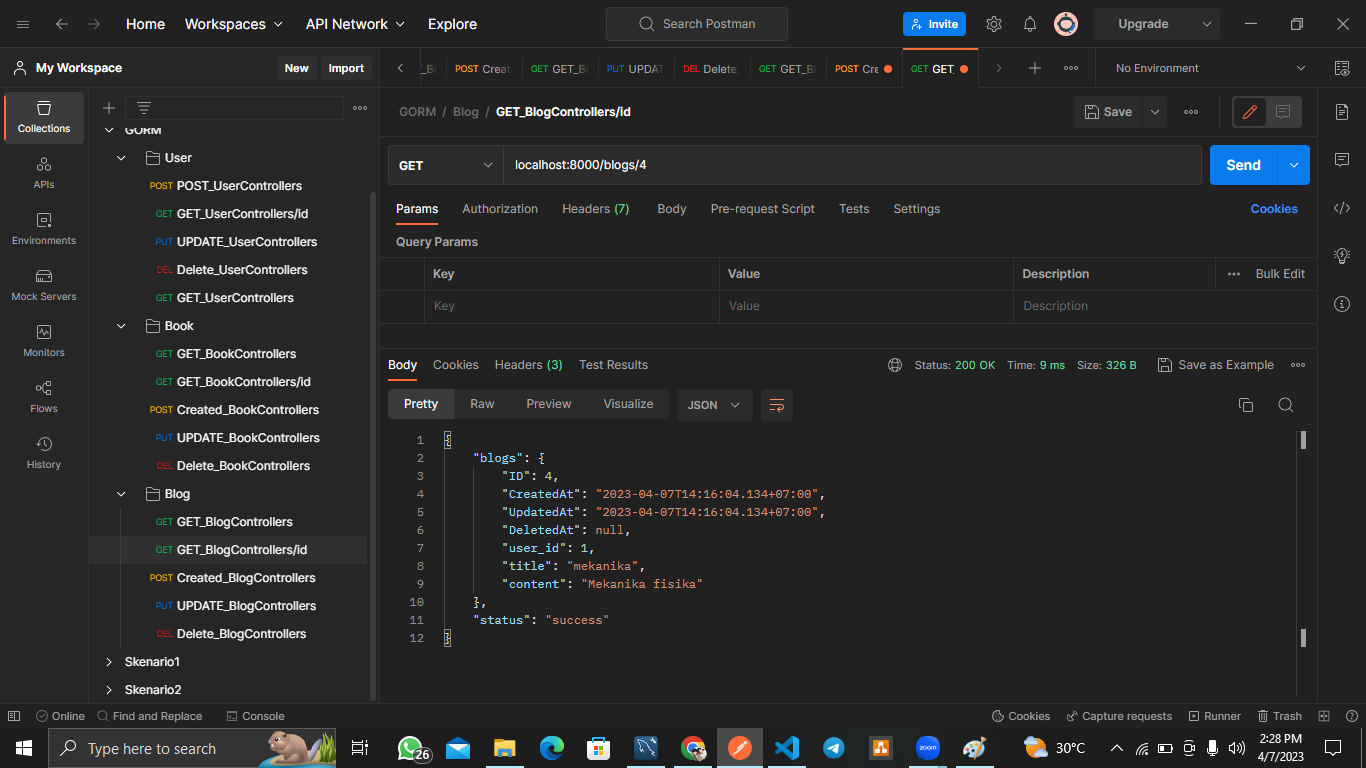 Home Workspaces API Network Explore Search Postman Invite Upgrade
My Workspace New Import
POST Creat GET GET_B PUT UPDAT DEL Delete_ GET GET_Bl POST Cre GET GET_ No Environment
Collections
APIs
Environments
Mock Servers
Monitors
Flows
History
GORM
User
POST POST_UserControllers
GET GET_UserControllers/id
PUT UPDATE_UserControllers
DEL Delete_UserControllers
GET GET_UserControllers
Book
GET GET_BookControllers
GET GET_BookControllers/id
POST Created_BookControllers
PUT UPDATE_BookControllers
DEL Delete_BookControllers
Blog
GET GET_BlogControllers
GET GET_BlogControllers/id
POST Created_BlogControllers
PUT UPDATE_BlogControllers
DEL Delete_BlogControllers
Skenario1
Skenario2
GORM / Blog / GET_BlogControllers/id Save
GET localhost:8000/blogs/4 Send
Params Authorization Headers (7) Body Pre-request Script Tests Settings Cookies
Query Params
Key Value Description Bulk Edit
Key Value Description
Body Cookies Headers (3) Test Results Status: 200 OK Time: 9 ms Size: 326 B Save as Example
Pretty Raw Preview Visualize JSON
1 {
2 "blogs": {
3 "ID": 4,
4 "CreatedAt": "2023-04-07T14:16:04.134+07:00",
5 "UpdatedAt": "2023-04-07T14:16:04.134+07:00",
6 "DeletedAt": null,
7 "user_id": 1,
8 "title": "mekanika",
9 "content": "Mekanika fisika"
10 },
11 "status": "success"
12 }
Online Find and Replace Console Cookies Capture requests Runner Trash
Type here to search 26 zoom 30°C 2:28 PM
4/7/2023